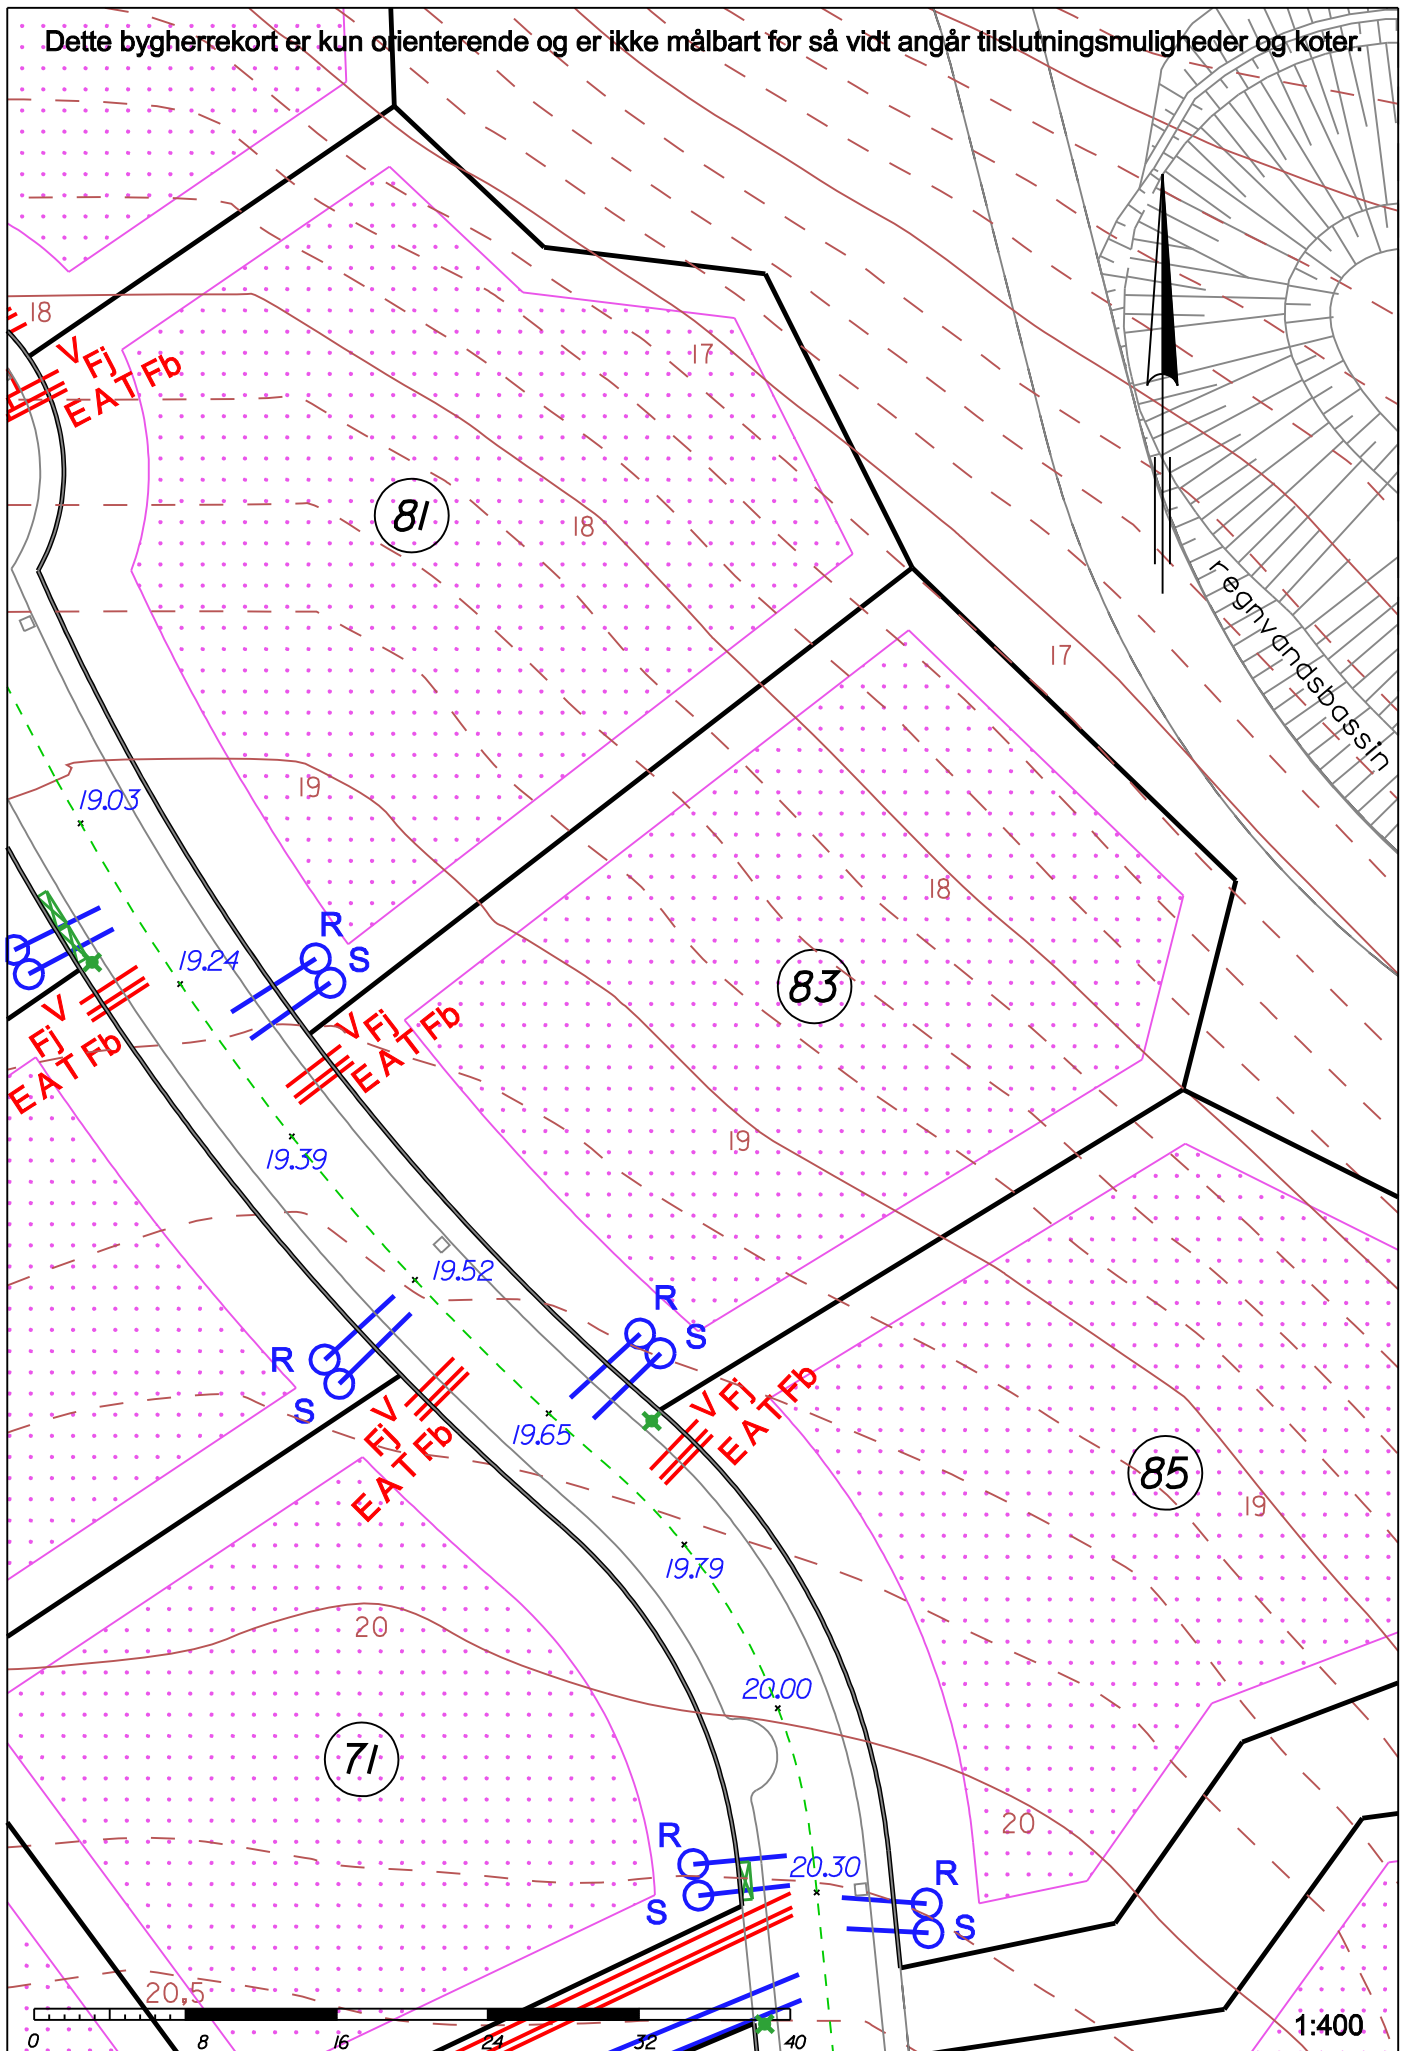 Dette bygherrekort er kun orienterende og er ikke målbart for så vidt angår tilslutningsmuligheder og koter.
18
V
Fj
E A T Fb
17
81
18
regnvandsbassin
17
19
19.03
R
S
19.24
18
83
V
Fj
E A T Fb
V
Fj
E A T Fb
19.39
19
19.52
R
S
R
S
V
Fj
E A T Fb
V
Fj
E A T Fb
19.65
85
19
19.79
20
20.00
71
20
R
S
20.30
R
S
20,5
0 8 16 24 32 40
1:400